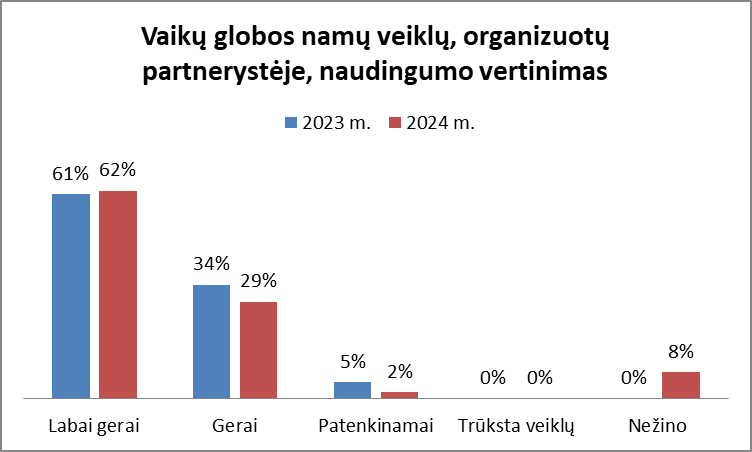 Vaikų globos namų veiklų, organizuotų
partnerystėje, naudingumo vertinimas
2023 m. 2024 m.
61% 62%
34% 29%
5% 2%
0% 0%
0% 8%
Labai gerai Gerai Patenkinamai Trūksta veiklų Nežino